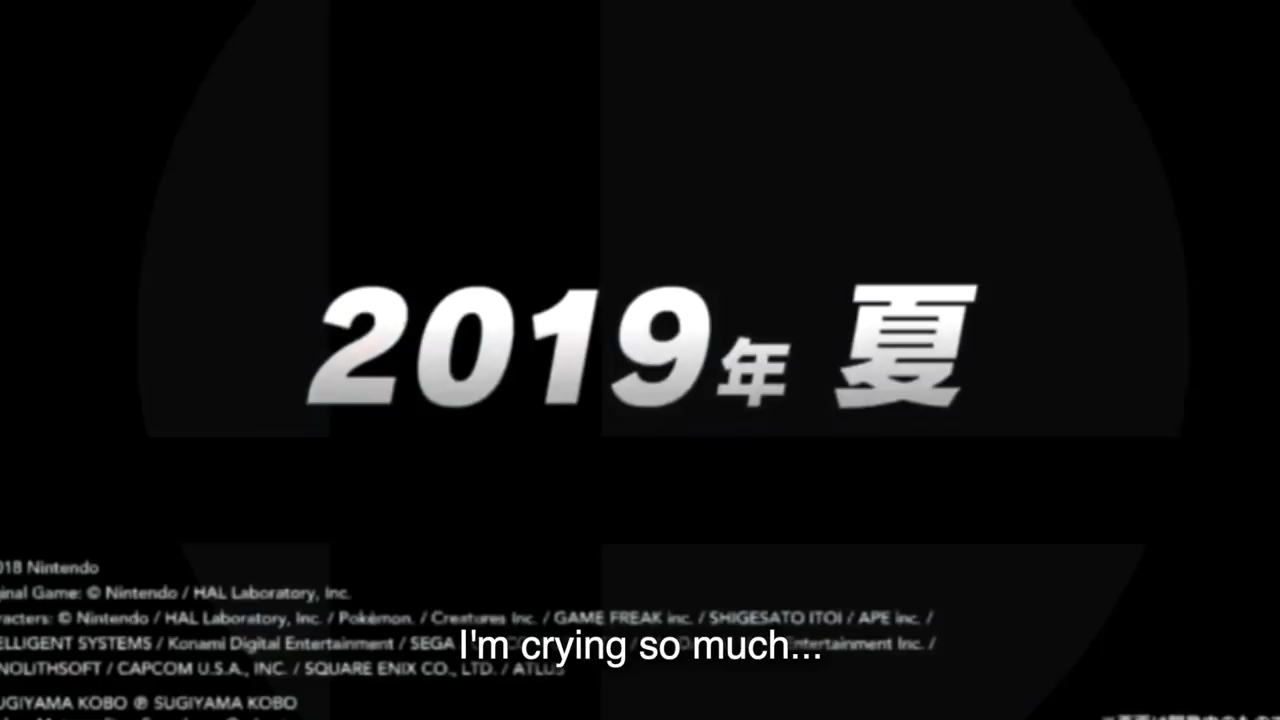 2019年 夏
018 Nintendo
ginal Game: © Nintendo / HAL Laboratory, Inc.
racters: © Nintendo / HAL Laboratory, Inc. / Pokémon. / Creatures Inc. / GAME FREAK inc. / SHIGESATO ITOI / APE inc. /
ELLIGENT SYSTEMS / Konami Digital Entertainment / SEGA Entertainment Inc. /
I'm crying so much...
NOLITHSOFT / CAPCOM U.S.A., INC. / SQUARE ENIX CO., LTD. / ATLUS
UGIYAMA KOBO ℗ SUGIYAMA KOBO